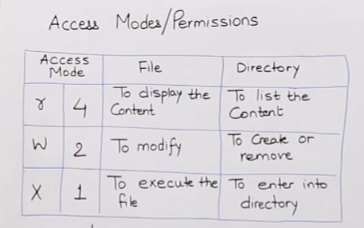 Access Modes/Permissions
Access Mode File Directory
r 4 To display the Content To list the Content
W 2 To modify To Create or remove
X 1 To execute the file To enter into directory